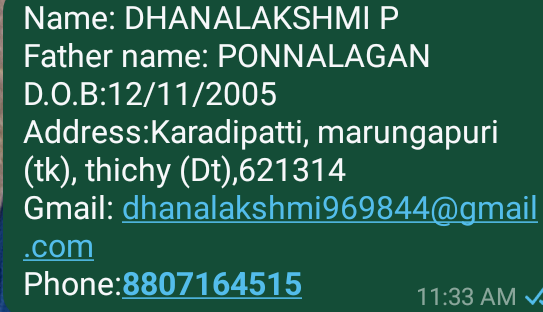 Name: DHANALAKSHMI P
Father name: PONNALAGAN
D.O.B:12/11/2005
Address:Karadipatti, marungapuri
(tk), thichy (Dt),621314
Gmail: dhanalakshmi969844@gmail
.com
Phone:8807164515
11:33 AM